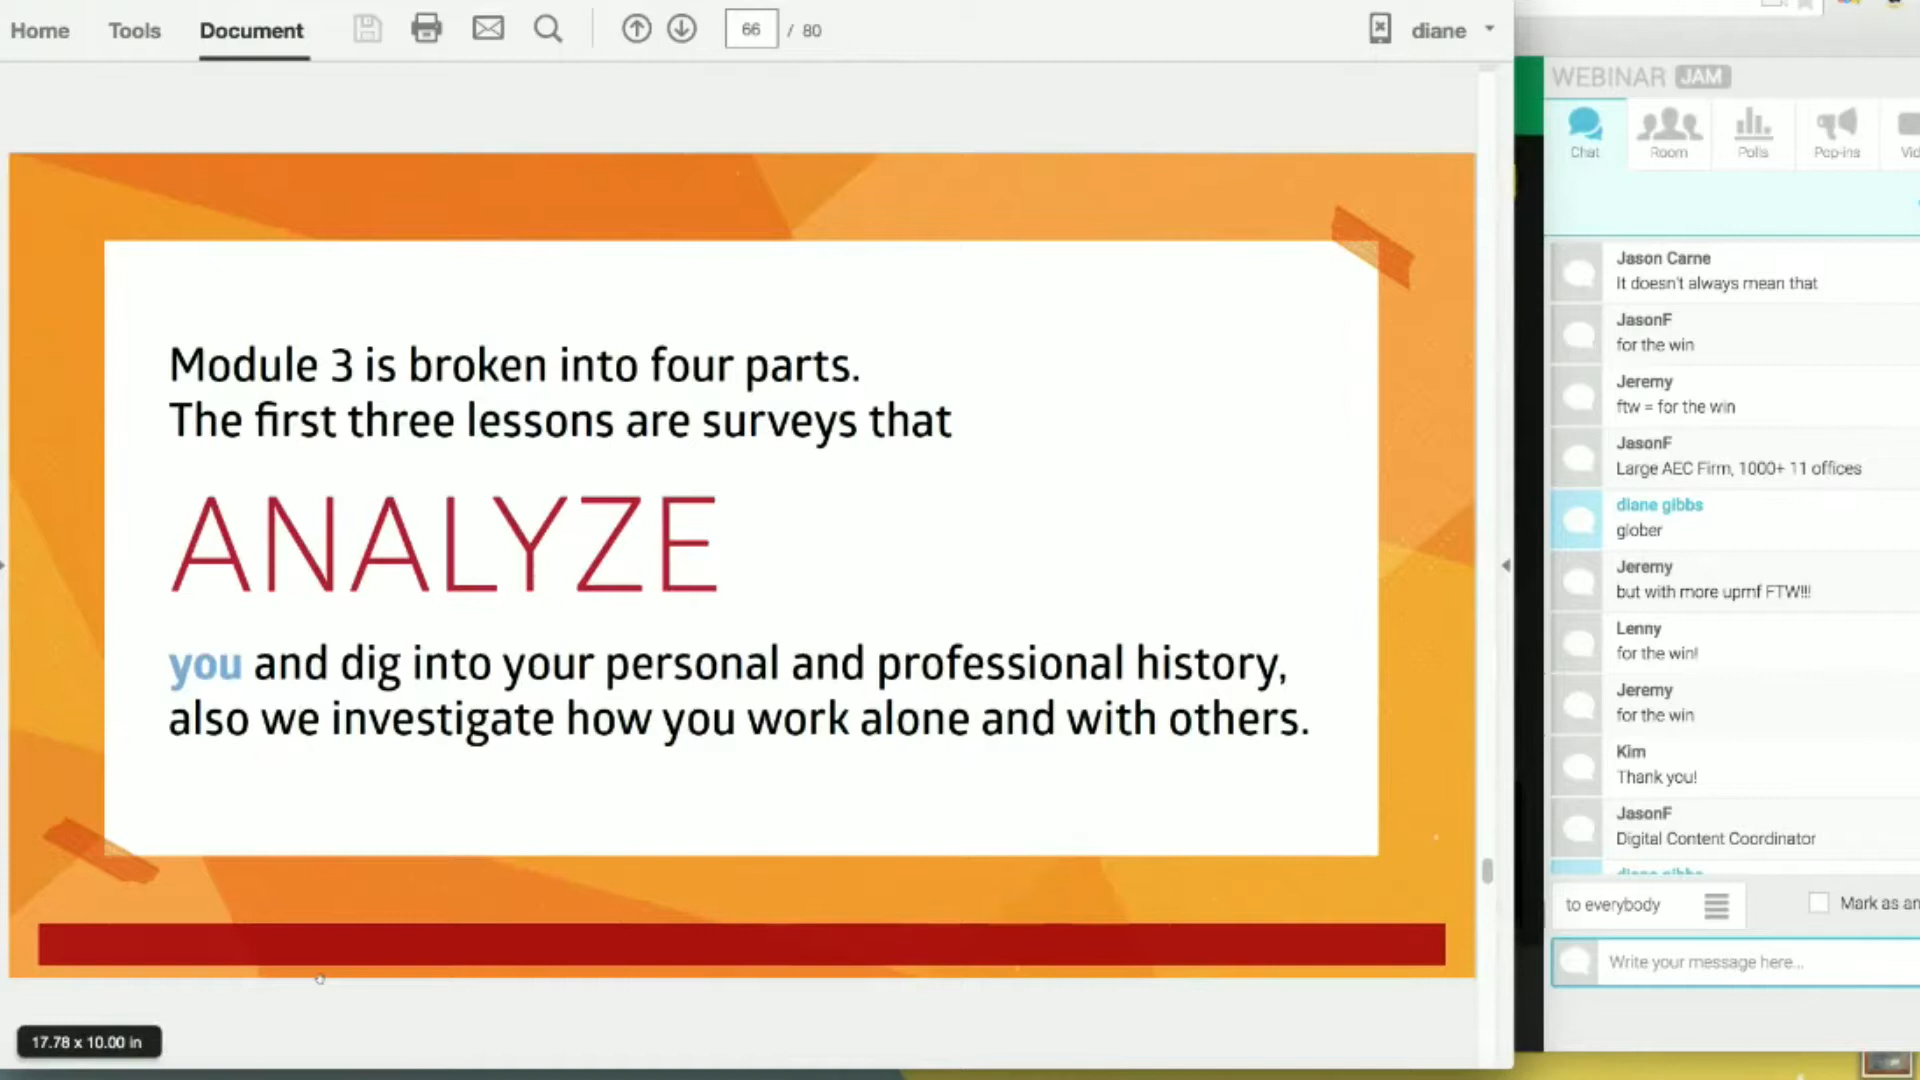 Home Tools Document 66 / 80 diane
Module 3 is broken into four parts.
The first three lessons are surveys that
ANALYZE
you and dig into your personal and professional history,
also we investigate how you work alone and with others.
17.78 x 10.00 in
WEBINAR JAM
Chat Room Polls Pop-ins
Jason Carne
It doesn't always mean that
JasonF
for the win
Jeremy
ftw = for the win
JasonF
Large AEC Firm, 1000+ 11 offices
diane gibbs
glober
Jeremy
but with more upmf FTW!!!
Lenny
for the win!
Jeremy
for the win
Kim
Thank you!
JasonF
Digital Content Coordinator
diane gibbs
to everybody Mark as an
Write your message here...